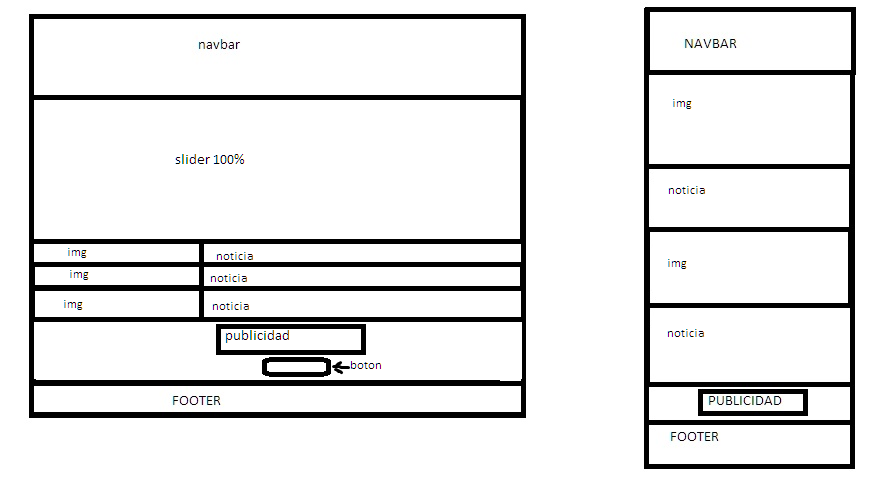 navbar
slider 100%
img
noticia
img
noticia
img
noticia
publicidad
boton
FOOTER
NAVBAR
img
noticia
img
noticia
PUBLICIDAD
FOOTER